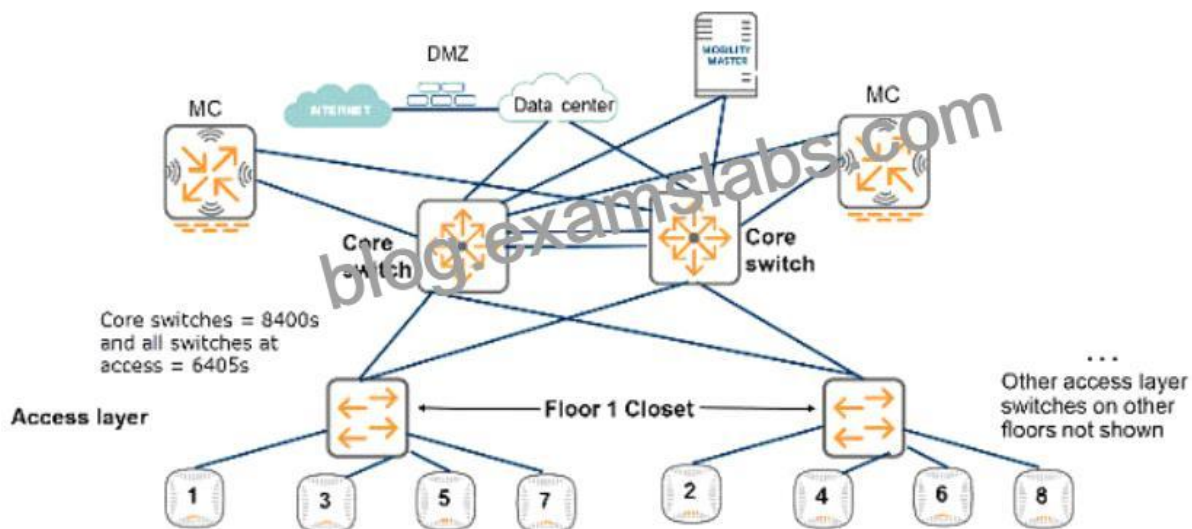 DMZ
MOBILITY
MASTER
MC
INTERNET
Data center
MC
blog.examslabs.com
Core
switch
Core
switch
Core switches = 8400s
and all switches at
access = 6405s
...
Other access layer
switches on other
floors not shown
Access layer
Floor 1 Closet
1
3
5
7
2
4
6
8